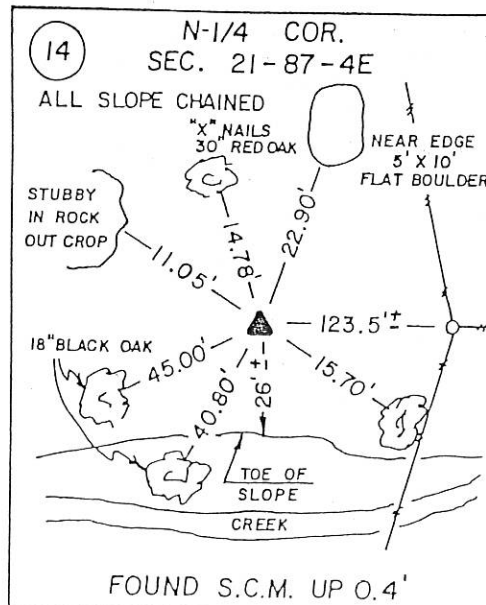 14
N-1/4 COR.
SEC. 21-87-4E
ALL SLOPE CHAINED
"X" NAILS
30" RED OAK
NEAR EDGE
5' X 10'
FLAT BOULDER
STUBBY
IN ROCK
OUT CROP
11.05'
14.78'
22.90'
123.5'±
18" BLACK OAK
45.00'
40.80'
26'±
15.70'
TOE OF
SLOPE
CREEK
FOUND S.C.M. UP 0.4'